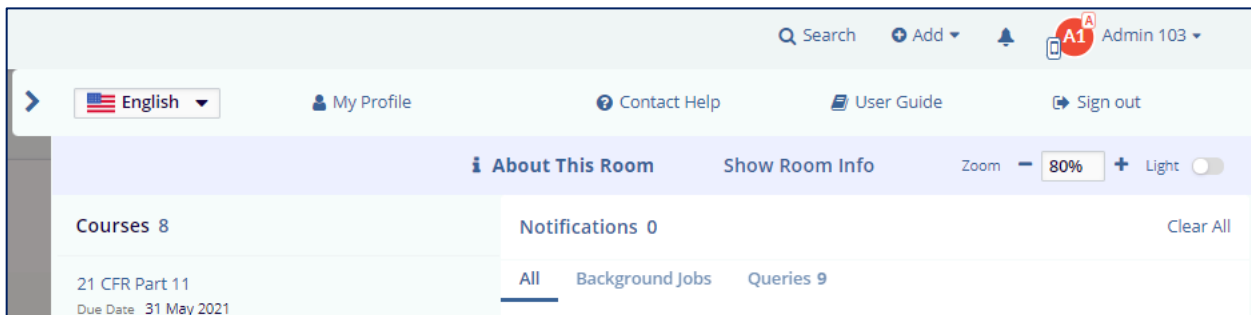 Search Add A A1 Admin 103
English My Profile Contact Help User Guide Sign out
About This Room Show Room Info Zoom 80% Light
Courses 8 Notifications 0 Clear All
21 CFR Part 11 All Background Jobs Queries 9
Due Date 31 May 2021